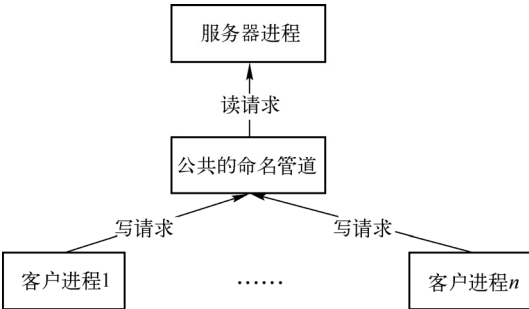 服务器进程
读请求
公共的命名管道
写请求
写请求
客户进程1
……
客户进程n